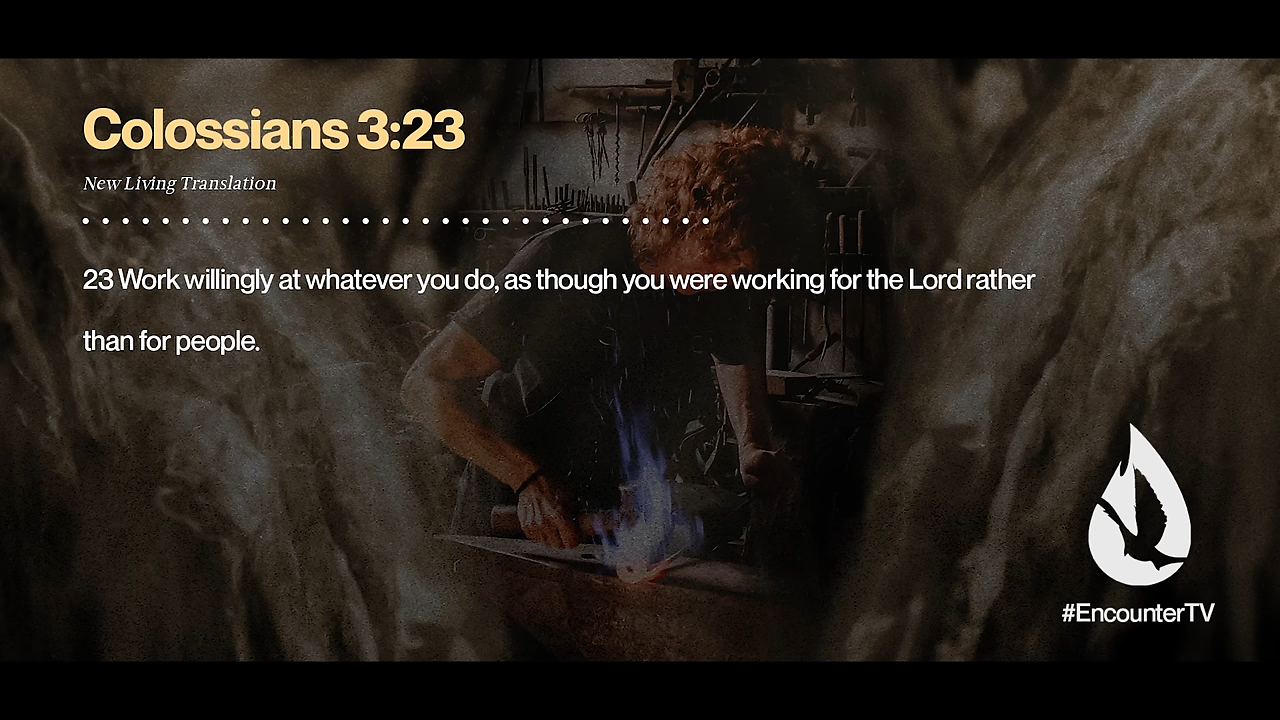 Colossians 3:23
New Living Translation
23 Work willingly at whatever you do, as though you were working for the Lord rather
than for people.
#EncounterTV